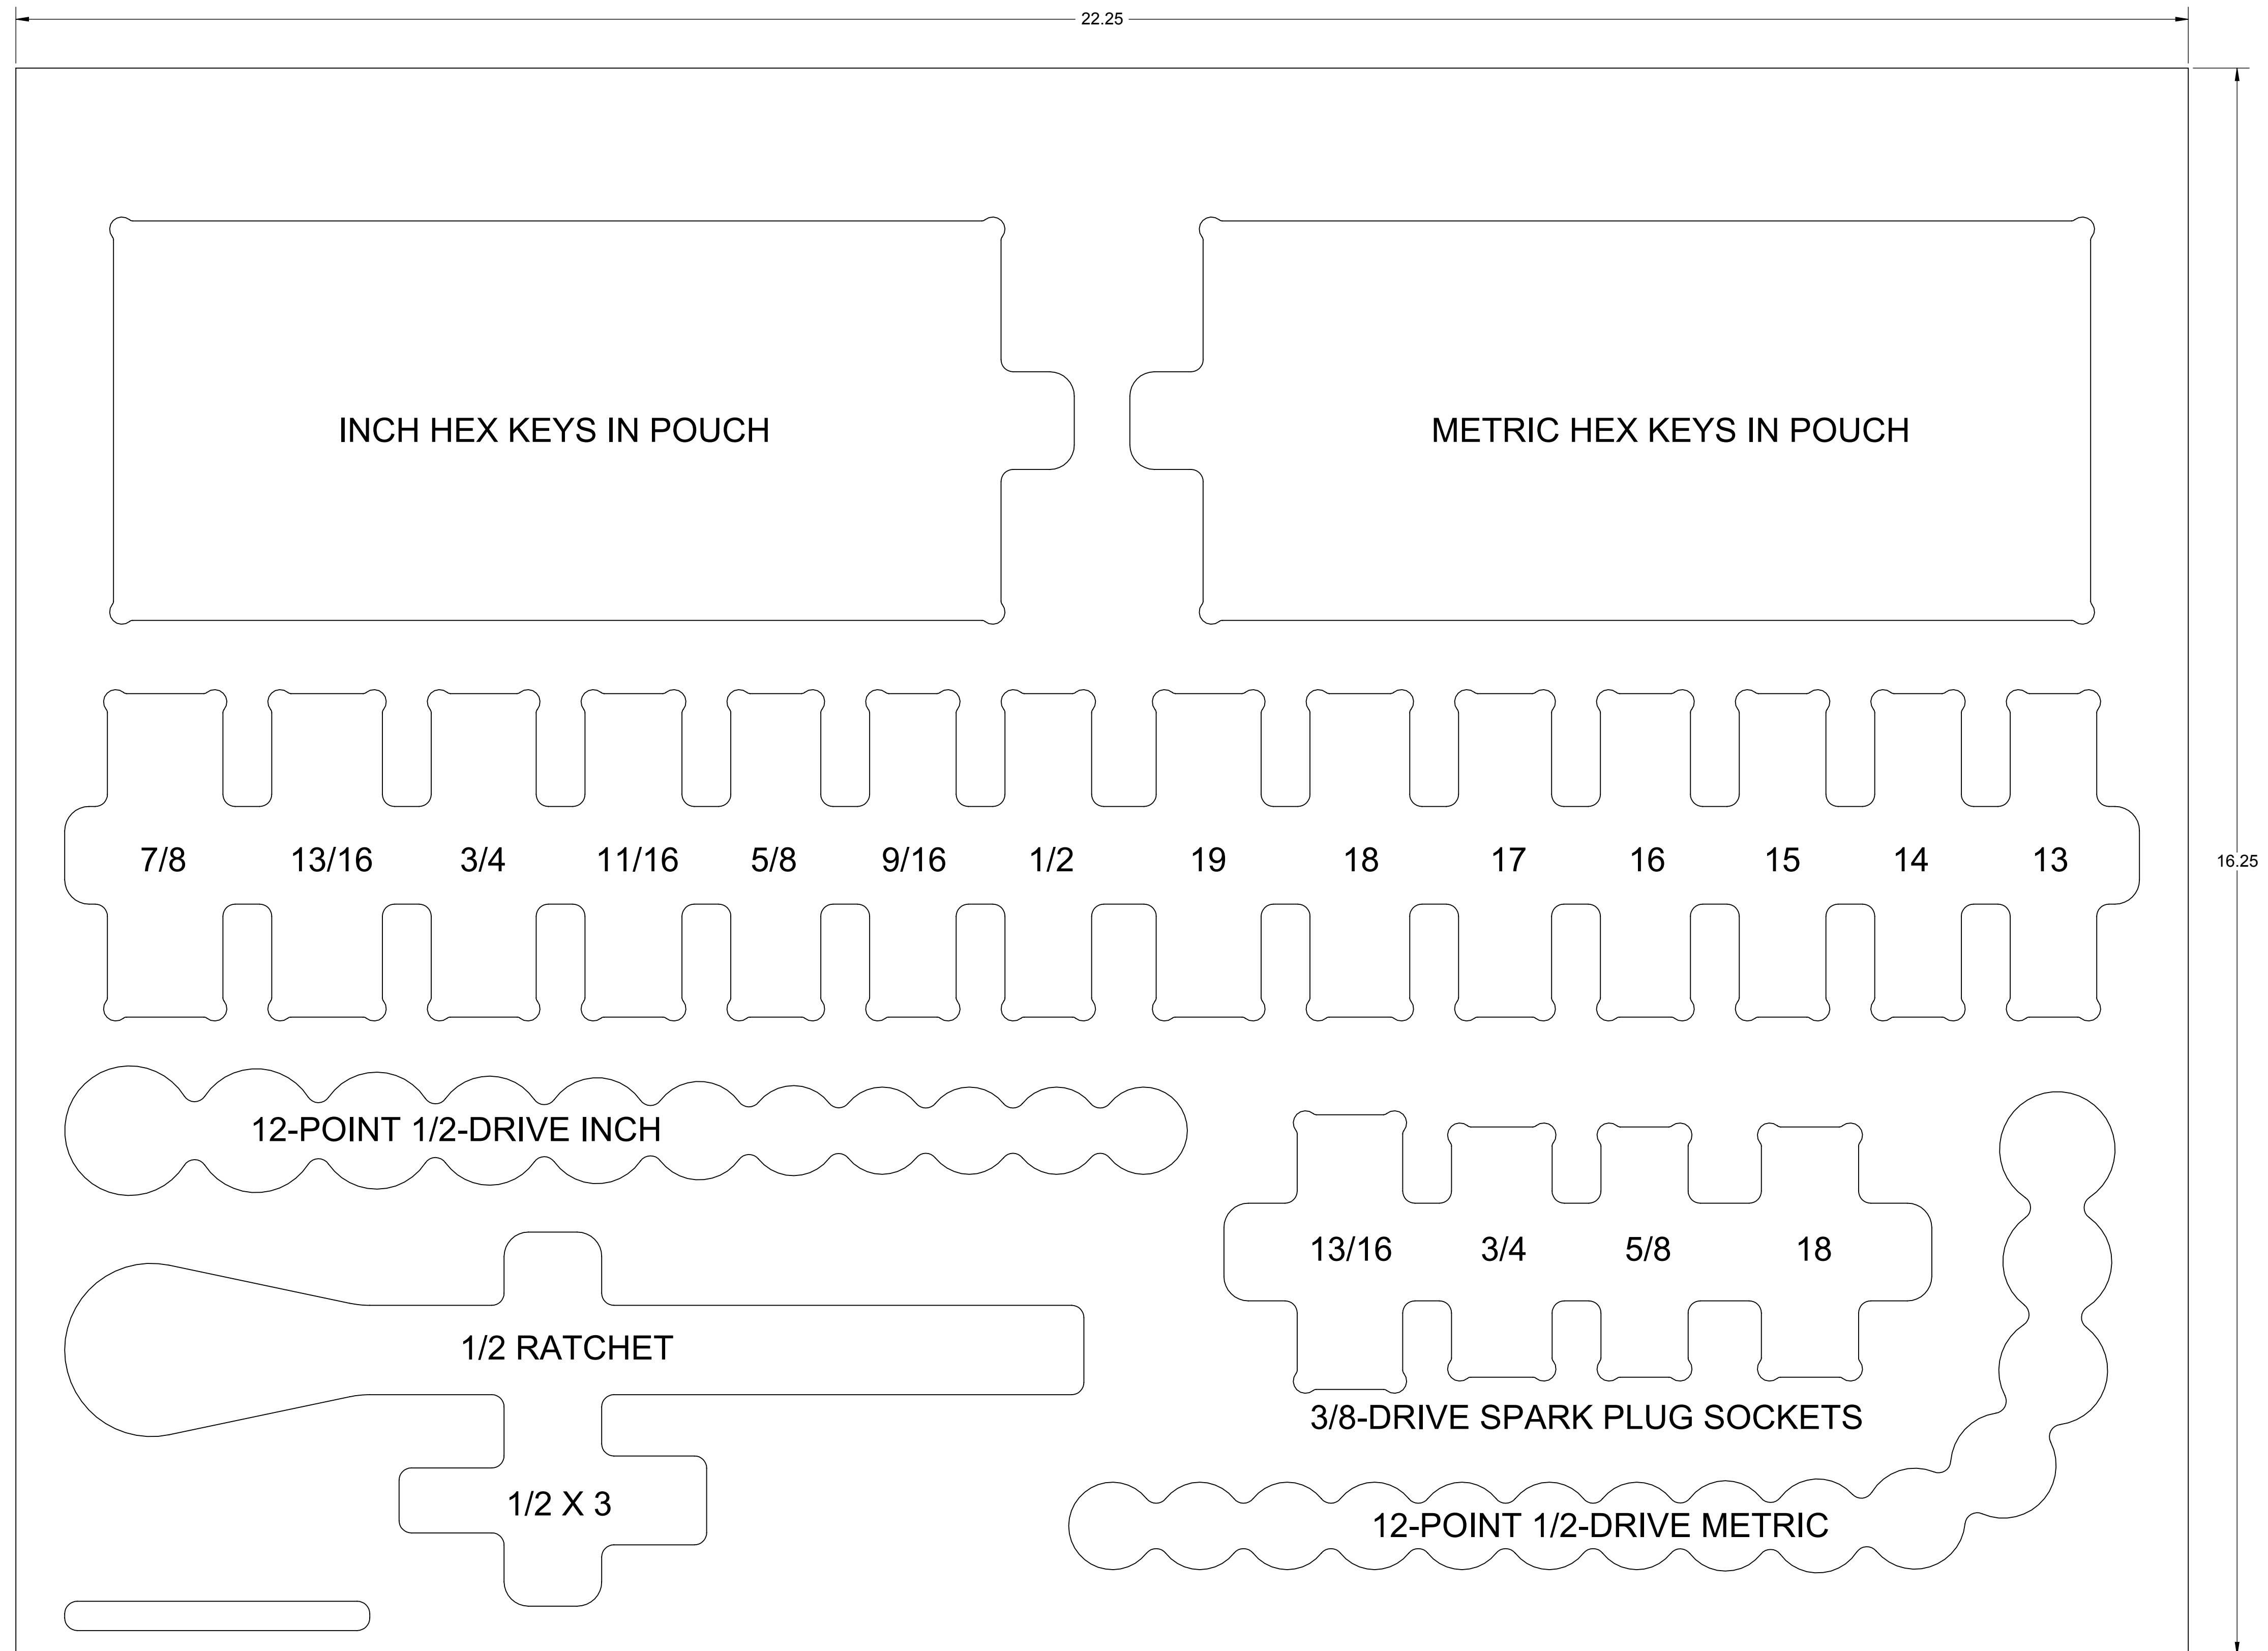 22.25
16.25
INCH HEX KEYS IN POUCH
METRIC HEX KEYS IN POUCH
7/8 13/16 3/4 11/16 5/8 9/16 1/2 19 18 17 16 15 14 13
12-POINT 1/2-DRIVE INCH
13/16 3/4 5/8 18
1/2 RATCHET
3/8-DRIVE SPARK PLUG SOCKETS
1/2 X 3
12-POINT 1/2-DRIVE METRIC